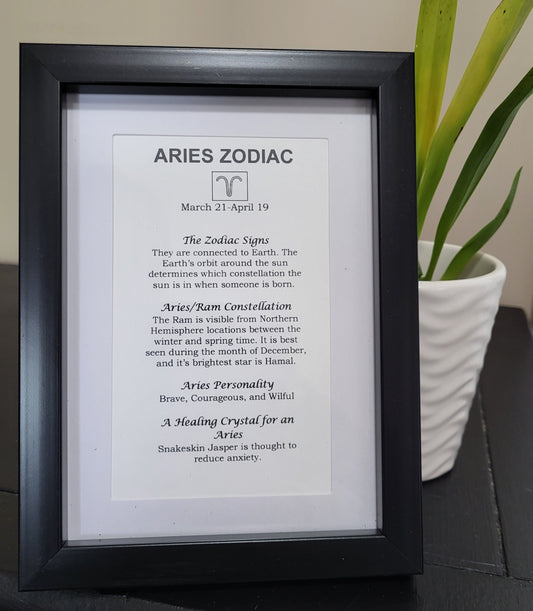 ARIES ZODIAC
March 21-April 19
The Zodiac Signs
They are connected to Earth. The
Earth's orbit around the sun
determines which constellation the
sun is in when someone is born.
Aries/Ram Constellation
The Ram is visible from Northern
Hemisphere locations between the
winter and spring time. It is best
seen during the month of December,
and it's brightest star is Hamal.
Aries Personality
Brave, Courageous, and Wilful
A Healing Crystal for an
Aries
Snakeskin Jasper is thought to
reduce anxiety.